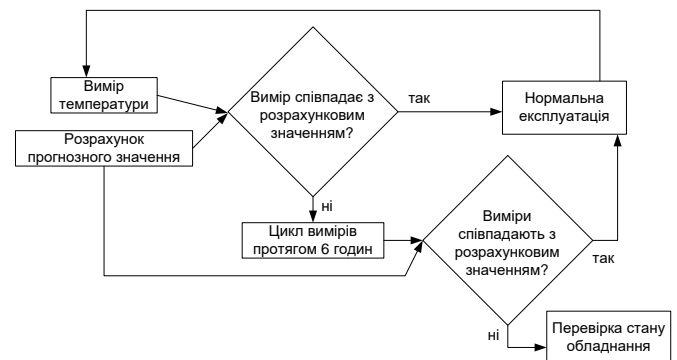 Вимір
температури
Розрахунок
прогнозного значення
Вимір співпадає з
розрахунковим
значенням?
так
Нормальна
експлуатація
ні
Цикл вимірів
протягом 6 годин
Виміри
співпадають з
розрахунковим
значенням?
так
ні
Перевірка стану
обладнання